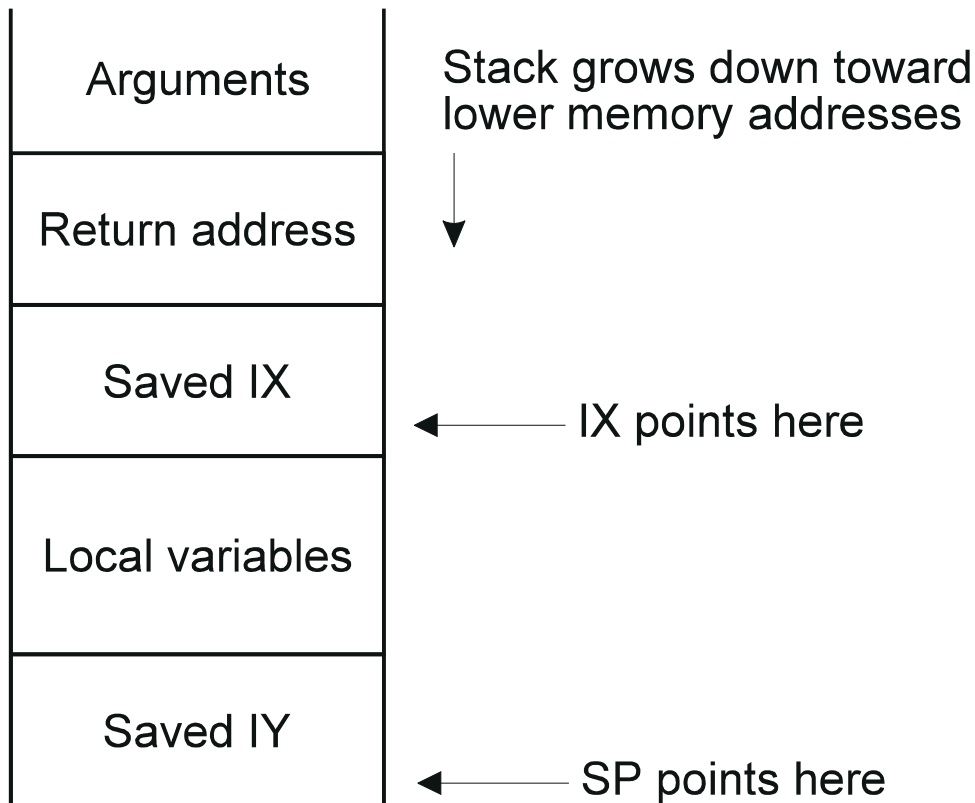 Arguments
Stack grows down toward
lower memory addresses
Return address
Saved IX
IX points here
Local variables
Saved IY
SP points here